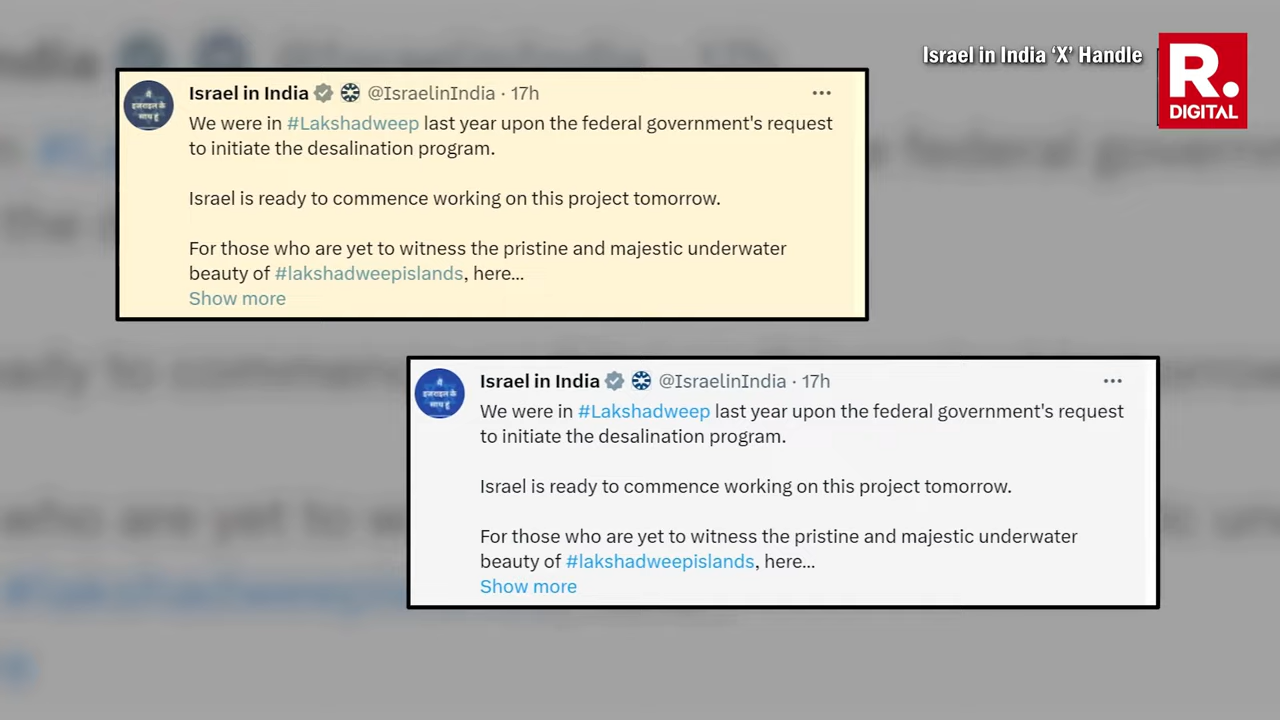 Israel in India ‘X’ Handle
R.
DIGITAL
Israel in India @IsraelinIndia · 17h
We were in #Lakshadweep last year upon the federal government's request
to initiate the desalination program.
Israel is ready to commence working on this project tomorrow.
For those who are yet to witness the pristine and majestic underwater
beauty of #lakshadweepislands, here...
Show more
मैं
इजराइल के
साथ हूं
Israel in India @IsraelinIndia · 17h
We were in #Lakshadweep last year upon the federal government's request
to initiate the desalination program.
Israel is ready to commence working on this project tomorrow.
For those who are yet to witness the pristine and majestic underwater
beauty of #lakshadweepislands, here...
Show more
मैं
इजराइल के
साथ हूं